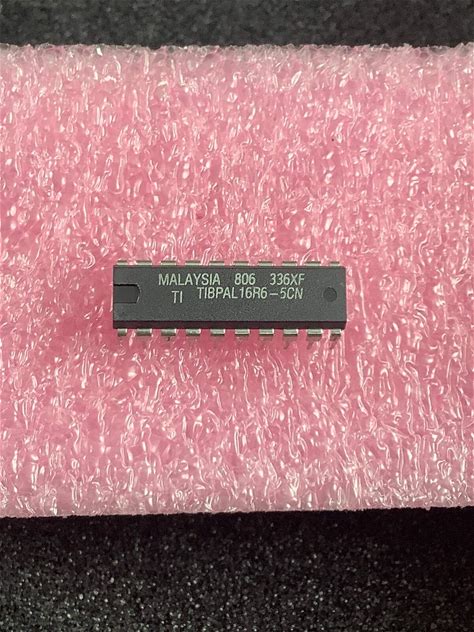 MALAYSIA 806 336XF
TI TIBPAL16R6-5CN